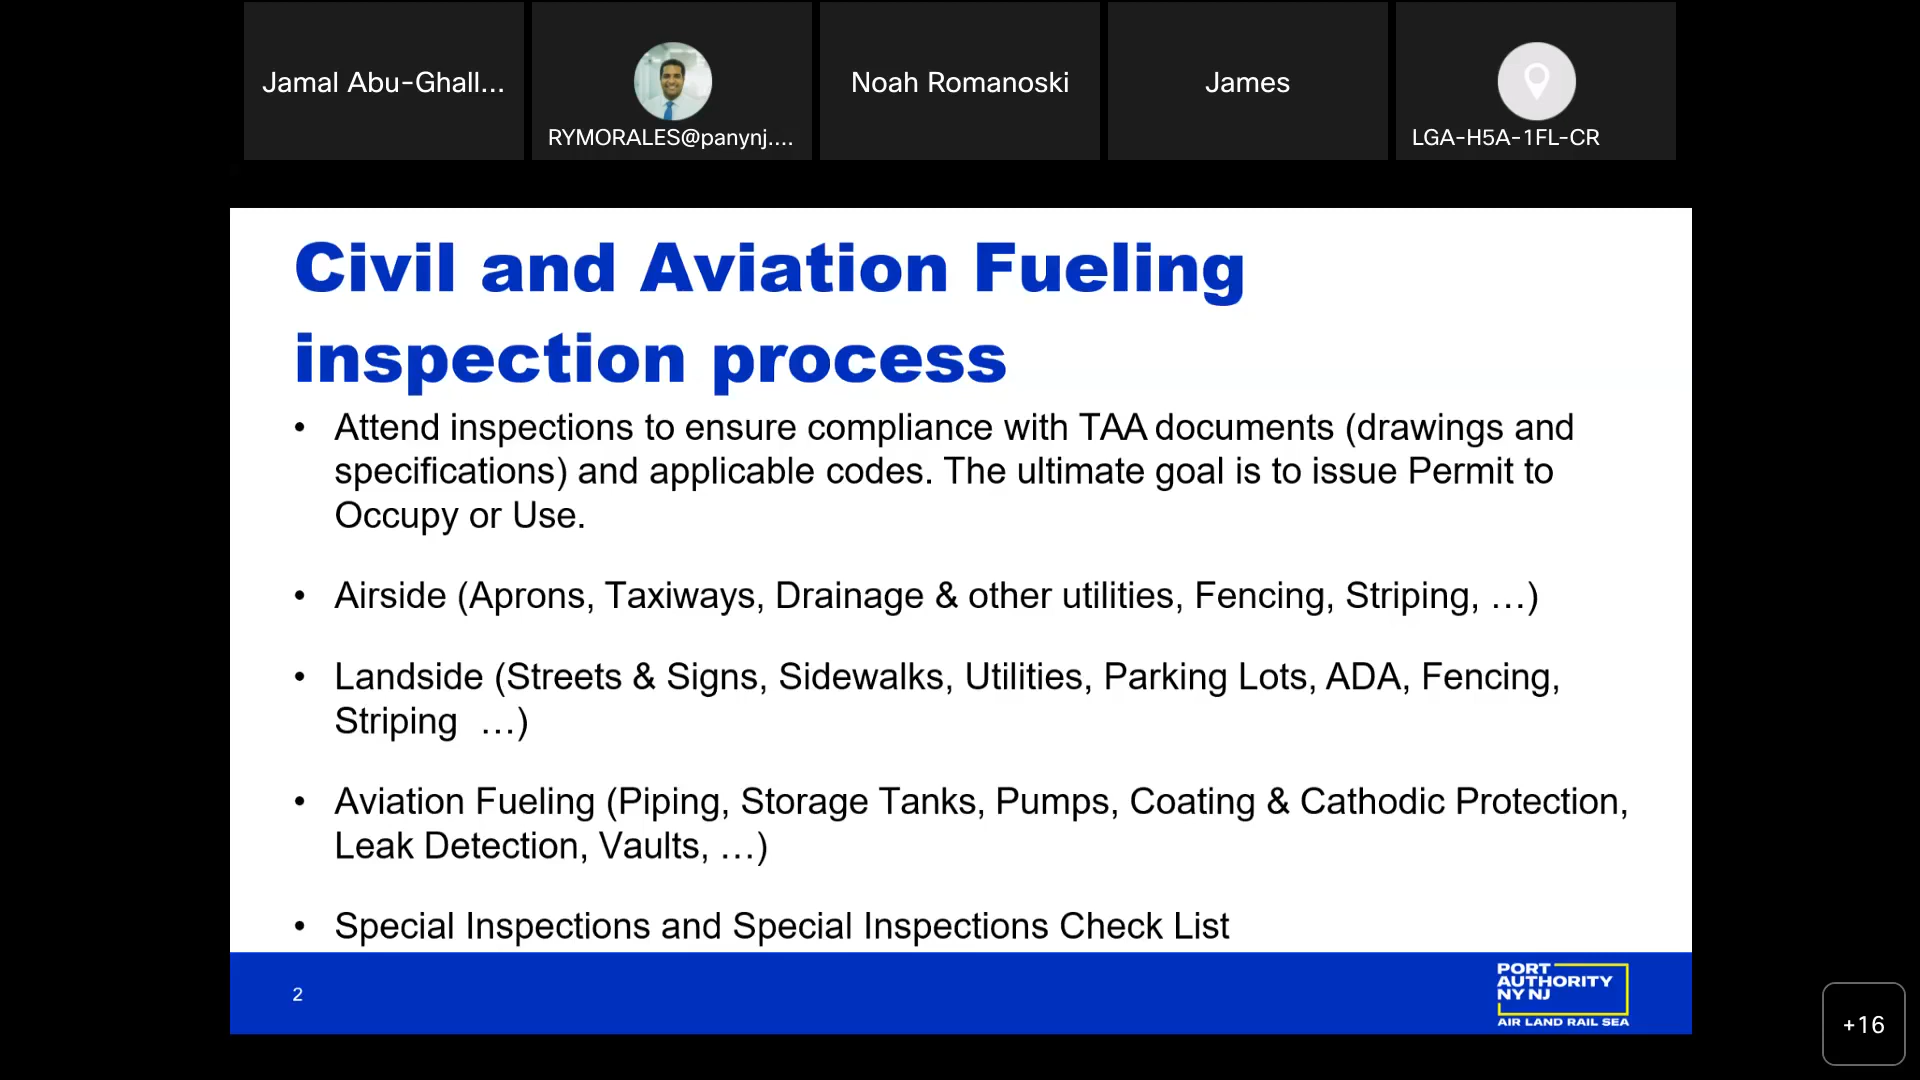 Jamal Abu-Ghall...
RYMORALES@panynj....
Noah Romanoski
James
LGA-H5A-1FL-CR
Civil and Aviation Fueling
inspection process
• Attend inspections to ensure compliance with TAA documents (drawings and
specifications) and applicable codes. The ultimate goal is to issue Permit to
Occupy or Use.
• Airside (Aprons, Taxiways, Drainage & other utilities, Fencing, Striping, …)
• Landside (Streets & Signs, Sidewalks, Utilities, Parking Lots, ADA, Fencing,
Striping  …)
• Aviation Fueling (Piping, Storage Tanks, Pumps, Coating & Cathodic Protection,
Leak Detection, Vaults, …)
• Special Inspections and Special Inspections Check List
2
PORT
AUTHORITY
NY NJ
AIR LAND RAIL SEA
+16